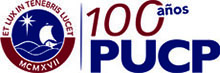 ET LUX IN TENEBRIS LUCET
MCMXVII
100 años
PUCP